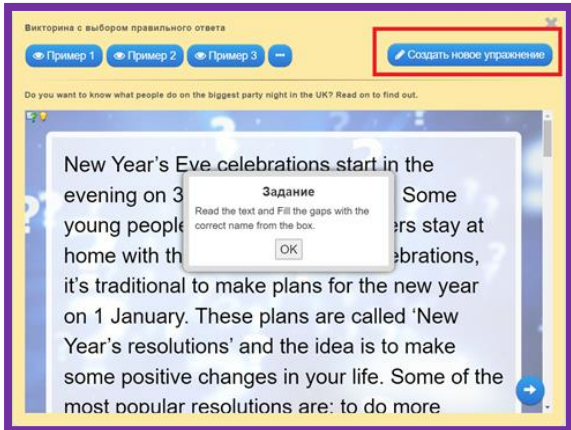 Викторина с выбором правильного ответа
Пример 1 Пример 2 Пример 3 ... Создать новое упражнение
Do you want to know what people do on the biggest party night in the UK? Read on to find out.
New Year's Eve celebrations start in the
evening on 3 Some
young people ers stay at
home with th ebrations,
it's traditional to make plans for the new year
on 1 January. These plans are called 'New
Year's resolutions' and the idea is to make
some positive changes in your life. Some of the
most popular resolutions are: to do more
Задание
Read the text and Fill the gaps with the
correct name from the box.
OK